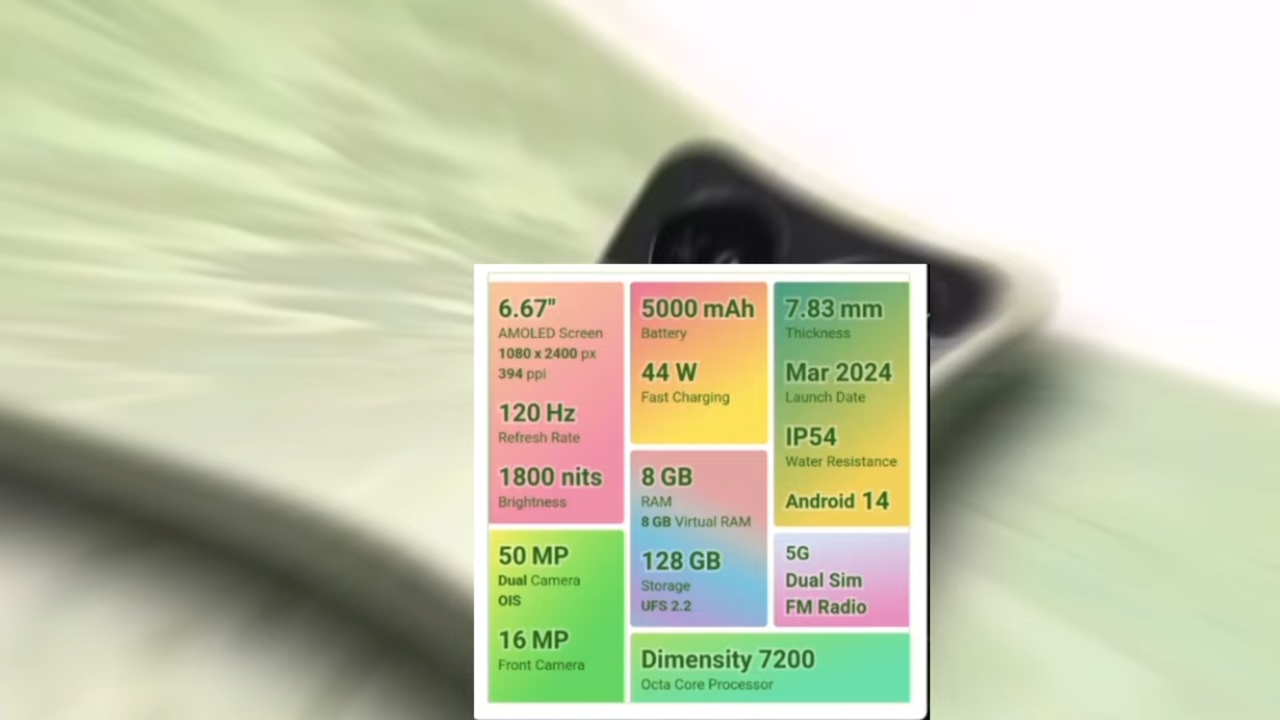 6.67"
AMOLED Screen
1080 x 2400 px
394 ppi
120 Hz
Refresh Rate
1800 nits
Brightness
50 MP
Dual Camera
OIS
16 MP
Front Camera
5000 mAh
Battery
44 W
Fast Charging
8 GB
RAM
8 GB Virtual RAM
128 GB
Storage
UFS 2.2
7.83 mm
Thickness
Mar 2024
Launch Date
IP54
Water Resistance
Android 14
5G
Dual Sim
FM Radio
Dimensity 7200
Octa Core Processor